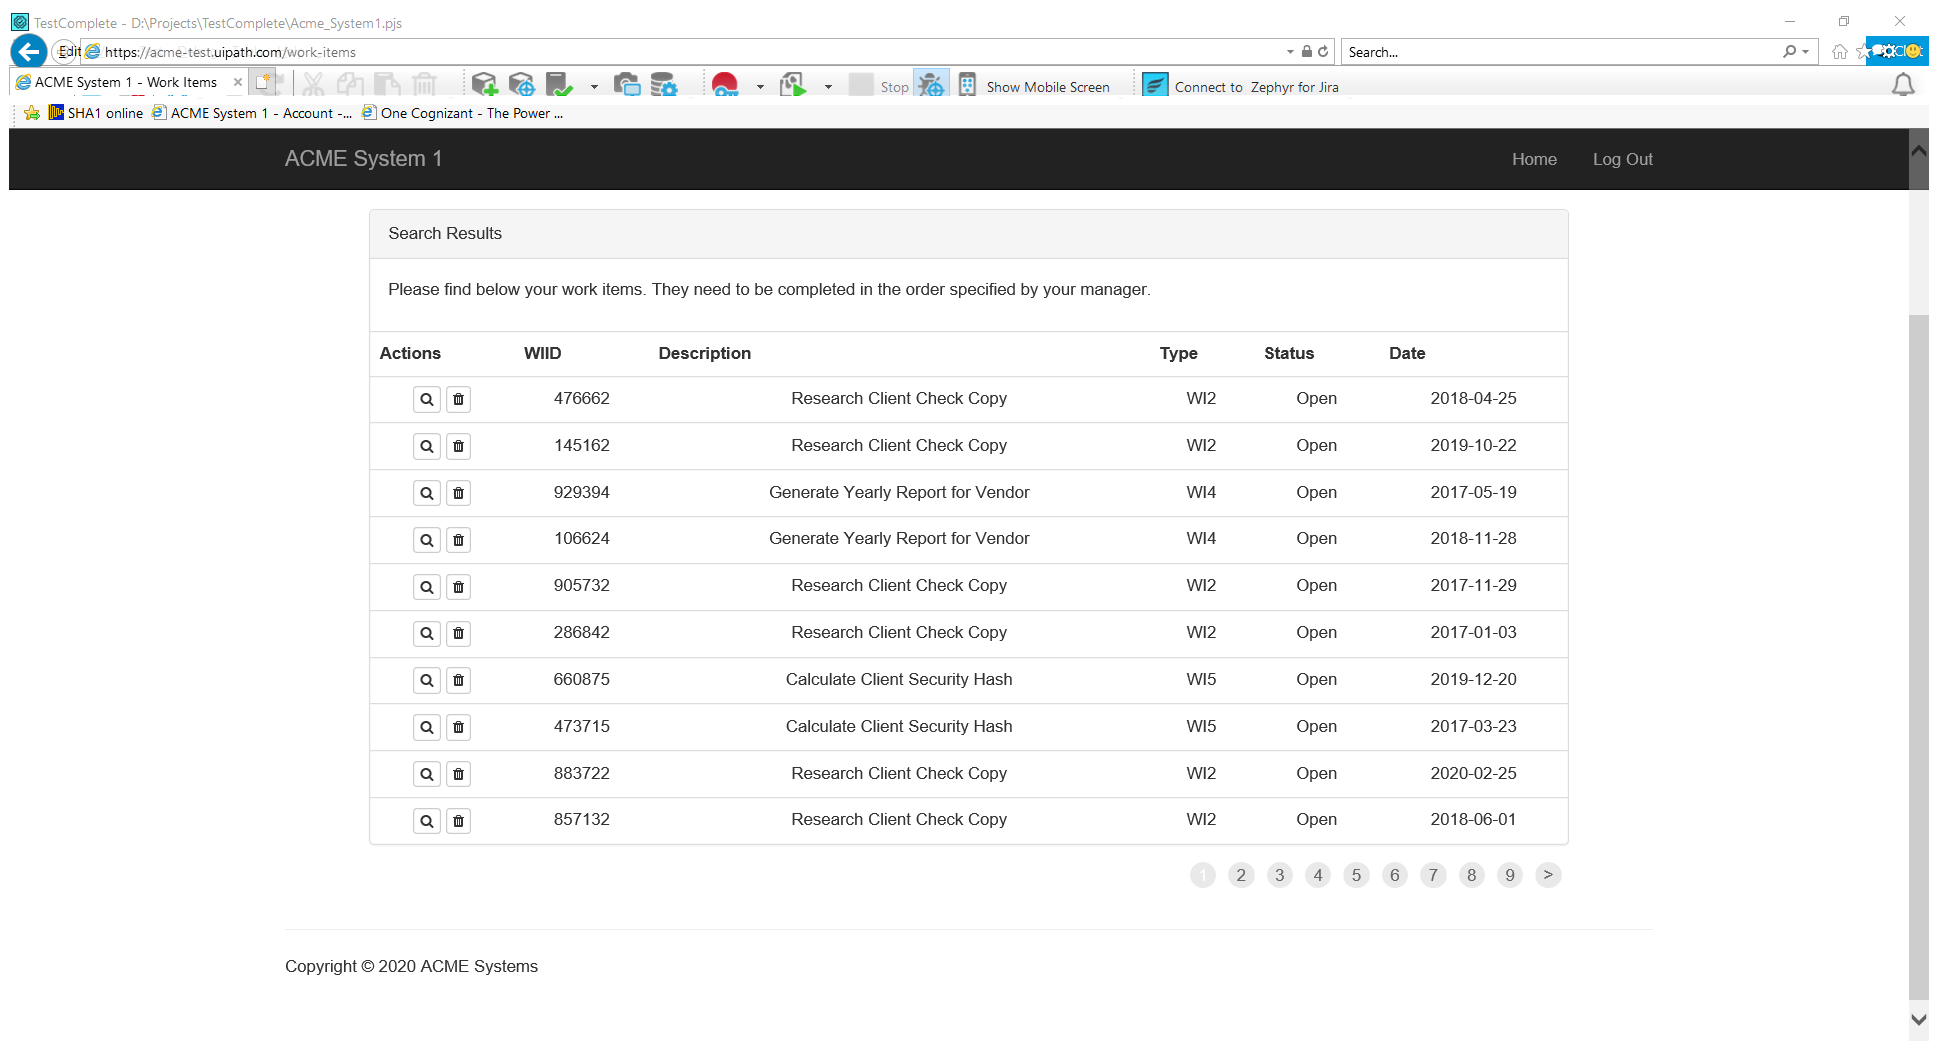 TestComplete - D:\Projects\TestComplete\Acme_System1.pjs
Edit https://acme-test.uipath.com/work-items Search...
ACME System 1 - Work Items Stop Show Mobile Screen Connect to Zephyr for Jira
SHA1 online ACME System 1 - Account -... One Cognizant - The Power ...
ACME System 1 Home Log Out
Search Results
Please find below your work items. They need to be completed in the order specified by your manager.
Actions WIID Description Type Status Date
476662 Research Client Check Copy WI2 Open 2018-04-25
145162 Research Client Check Copy WI2 Open 2019-10-22
929394 Generate Yearly Report for Vendor WI4 Open 2017-05-19
106624 Generate Yearly Report for Vendor WI4 Open 2018-11-28
905732 Research Client Check Copy WI2 Open 2017-11-29
286842 Research Client Check Copy WI2 Open 2017-01-03
660875 Calculate Client Security Hash WI5 Open 2019-12-20
473715 Calculate Client Security Hash WI5 Open 2017-03-23
883722 Research Client Check Copy WI2 Open 2020-02-25
857132 Research Client Check Copy WI2 Open 2018-06-01
1 2 3 4 5 6 7 8 9 >
Copyright © 2020 ACME Systems